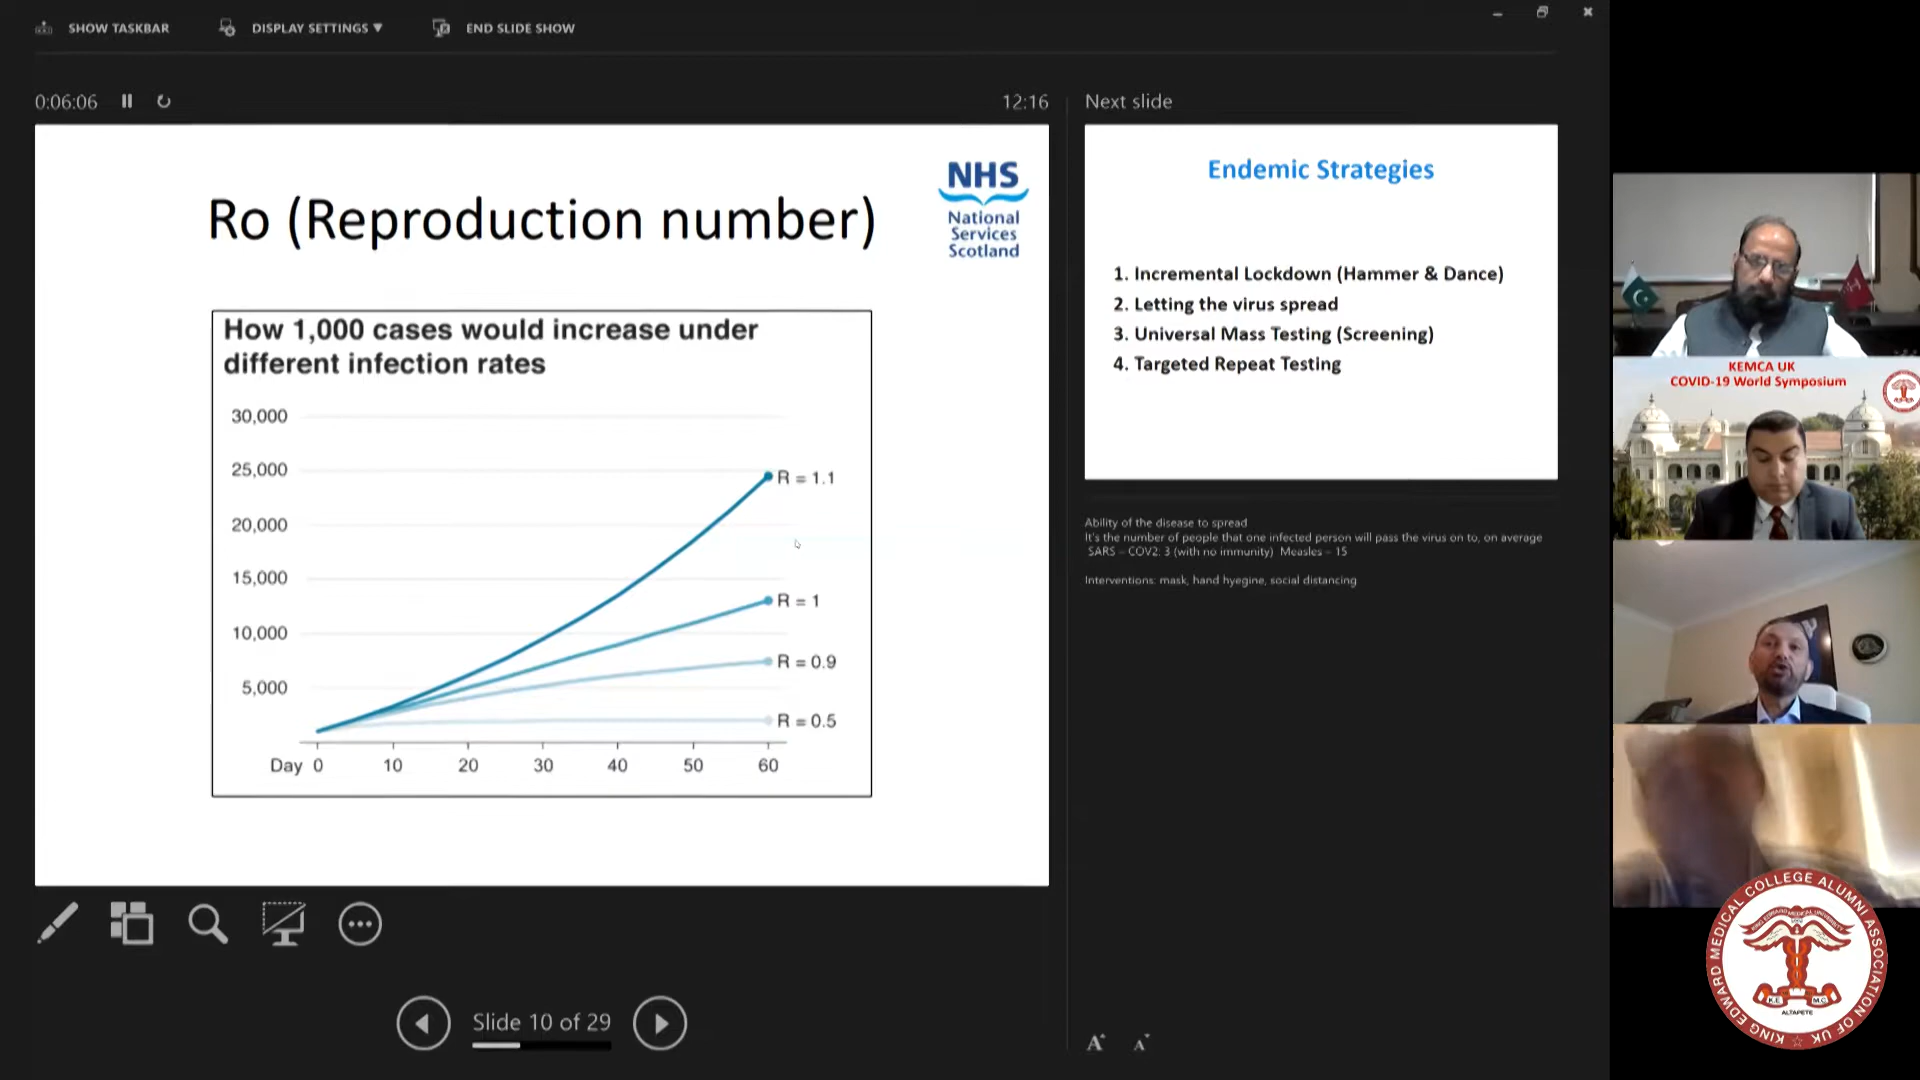 SHOW TASKBAR
DISPLAY SETTINGS ▼
END SLIDE SHOW
0:06:06
12:16
Next slide
Ro (Reproduction number)
NHS
National
Services
Scotland
How 1,000 cases would increase under
different infection rates
30,000
25,000
20,000
15,000
10,000
5,000
R = 1.1
R = 1
R = 0.9
R = 0.5
Day 0 10 20 30 40 50 60
Endemic Strategies
1. Incremental Lockdown (Hammer & Dance)
2. Letting the virus spread
3. Universal Mass Testing (Screening)
4. Targeted Repeat Testing
Ability of the disease to spread
It's the number of people that one infected person will pass the virus on to, on average
SARS – COV2: 3 (with no immunity) Measles – 15
Interventions: mask, hand hyegine, social distancing
Slide 10 of 29
A A
KEMCA UK
COVID-19 World Symposium
KING EDWARD MEDICAL COLLEGE ALUMNI ASSOCIATION OF UK
KING EDWARD MEDICAL UNIVERSITY
K.E.
M.C.
ALTAPETE